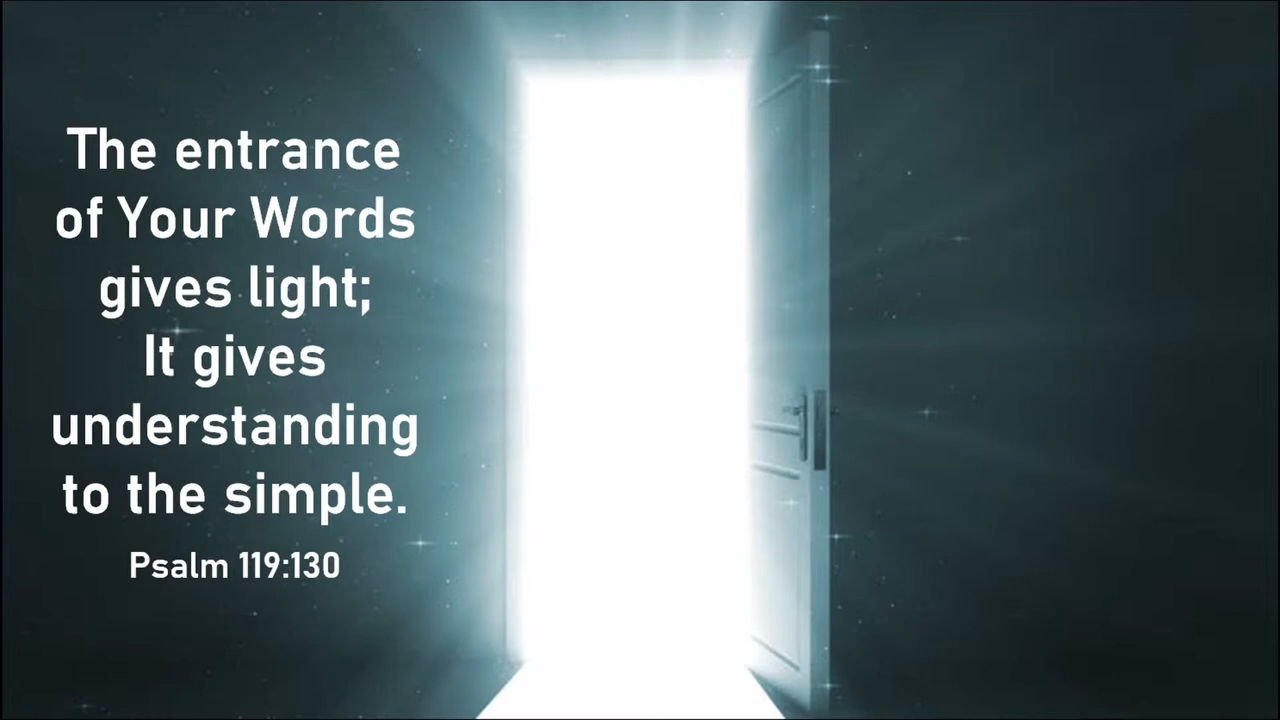 The entrance
of Your Words
gives light;
It gives
understanding
to the simple.
Psalm 119:130